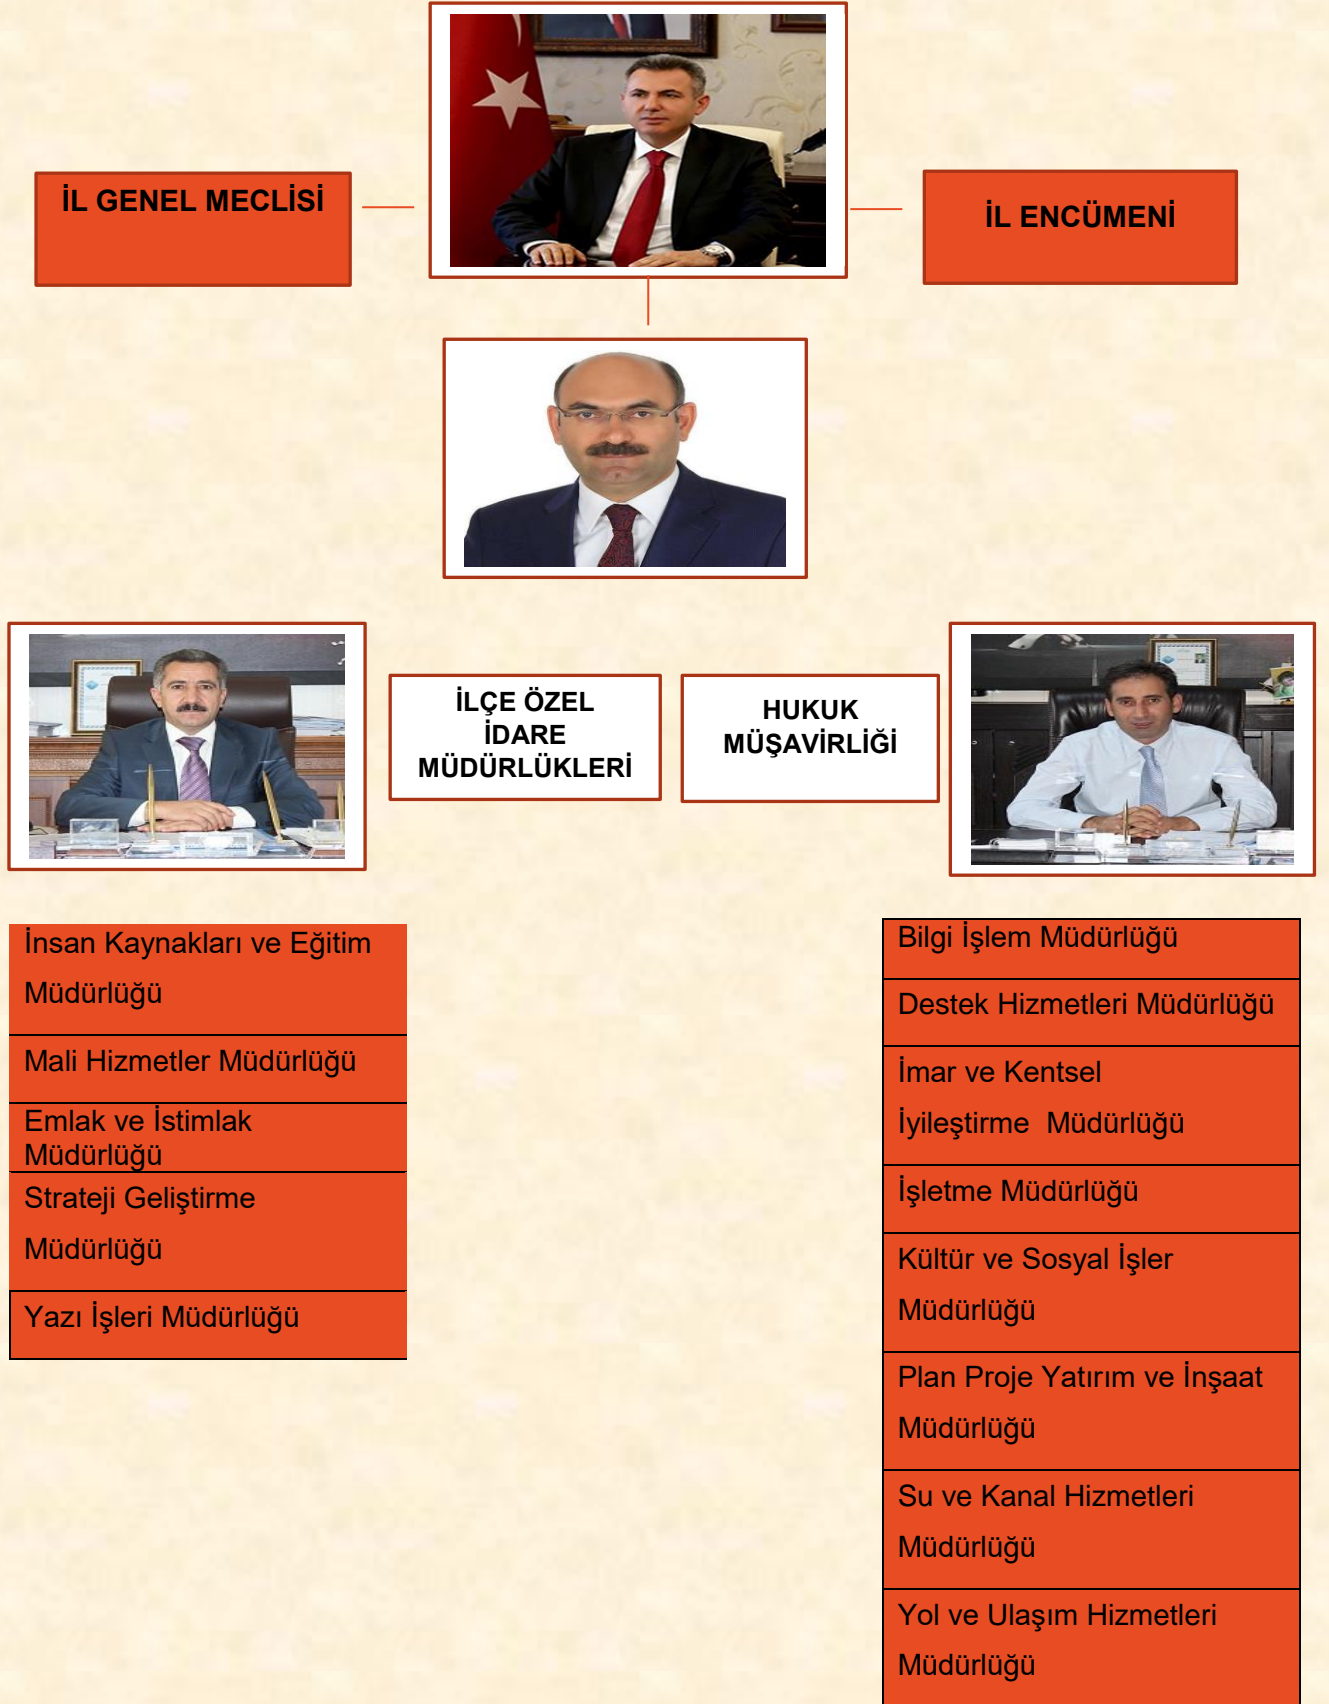 İL GENEL MECLİSİ
İL ENCÜMENİ
İLÇE ÖZEL
İDARE
MÜDÜRLÜKLERİ
HUKUK
MÜŞAVİRLİĞİ
İnsan Kaynakları ve Eğitim
Müdürlüğü
Mali Hizmetler Müdürlüğü
Emlak ve İstimlak
Müdürlüğü
Strateji Geliştirme
Müdürlüğü
Yazı İşleri Müdürlüğü
Bilgi İşlem Müdürlüğü
Destek Hizmetleri Müdürlüğü
İmar ve Kentsel
İyileştirme  Müdürlüğü
İşletme Müdürlüğü
Kültür ve Sosyal İşler
Müdürlüğü
Plan Proje Yatırım ve İnşaat
Müdürlüğü
Su ve Kanal Hizmetleri
Müdürlüğü
Yol ve Ulaşım Hizmetleri
Müdürlüğü